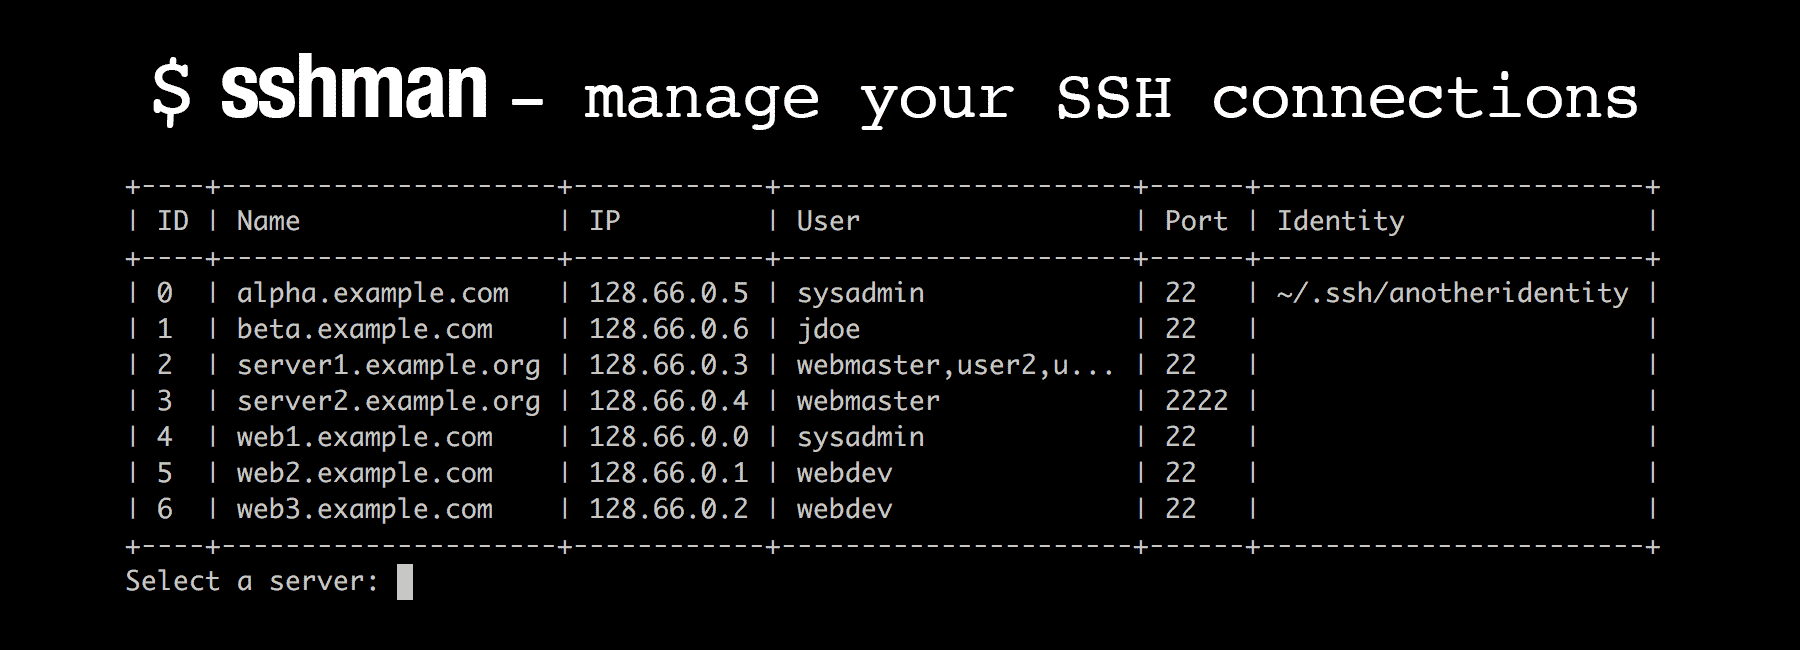 $ sshman – manage your SSH connections
+----+---------------------+------------+----------------------+------+------------------------+
| ID | Name                | IP         | User                 | Port | Identity               |
+----+---------------------+------------+----------------------+------+------------------------+
| 0  | alpha.example.com   | 128.66.0.5 | sysadmin             | 22   | ~/.ssh/anotheridentity |
| 1  | beta.example.com    | 128.66.0.6 | jdoe                 | 22   |                        |
| 2  | server1.example.org | 128.66.0.3 | webmaster,user2,u... | 22   |                        |
| 3  | server2.example.org | 128.66.0.4 | webmaster            | 2222 |                        |
| 4  | web1.example.com    | 128.66.0.0 | sysadmin             | 22   |                        |
| 5  | web2.example.com    | 128.66.0.1 | webdev               | 22   |                        |
| 6  | web3.example.com    | 128.66.0.2 | webdev               | 22   |                        |
+----+---------------------+------------+----------------------+------+------------------------+
Select a server: